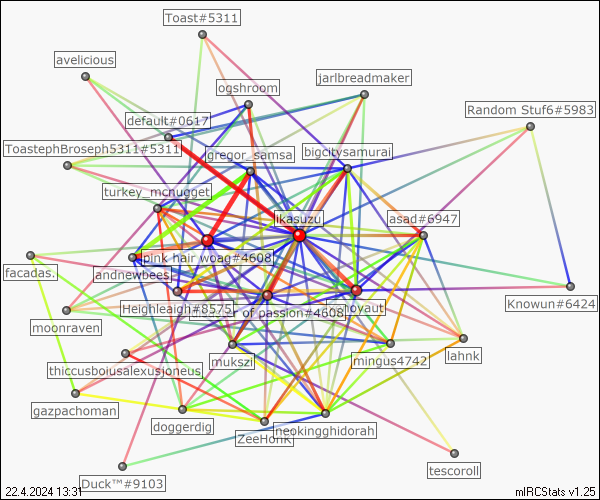 Toast#5311
avelicious
jarlbreadmaker
ogshroom
Random Stuf6#5983
default#0617
ToastephBroseph5311#5311
gregor_samsa
bigcitysamurai
turkey_mcnugget
ikasuzu
asad#6947
pink hair woag#4608
facadas.
andnewbees
Knowun#6424
Heighleigh#8575
er of passion#4608
moonraven
mukszi
mingus4742
lahnk
thiccusboiusalexusjoneus
gazpachoman
doggerdig
ZeeHonk
neokingghidorah
tescoroll
Duck™#9103
22.4.2024 13:31
mIRCStats v1.25